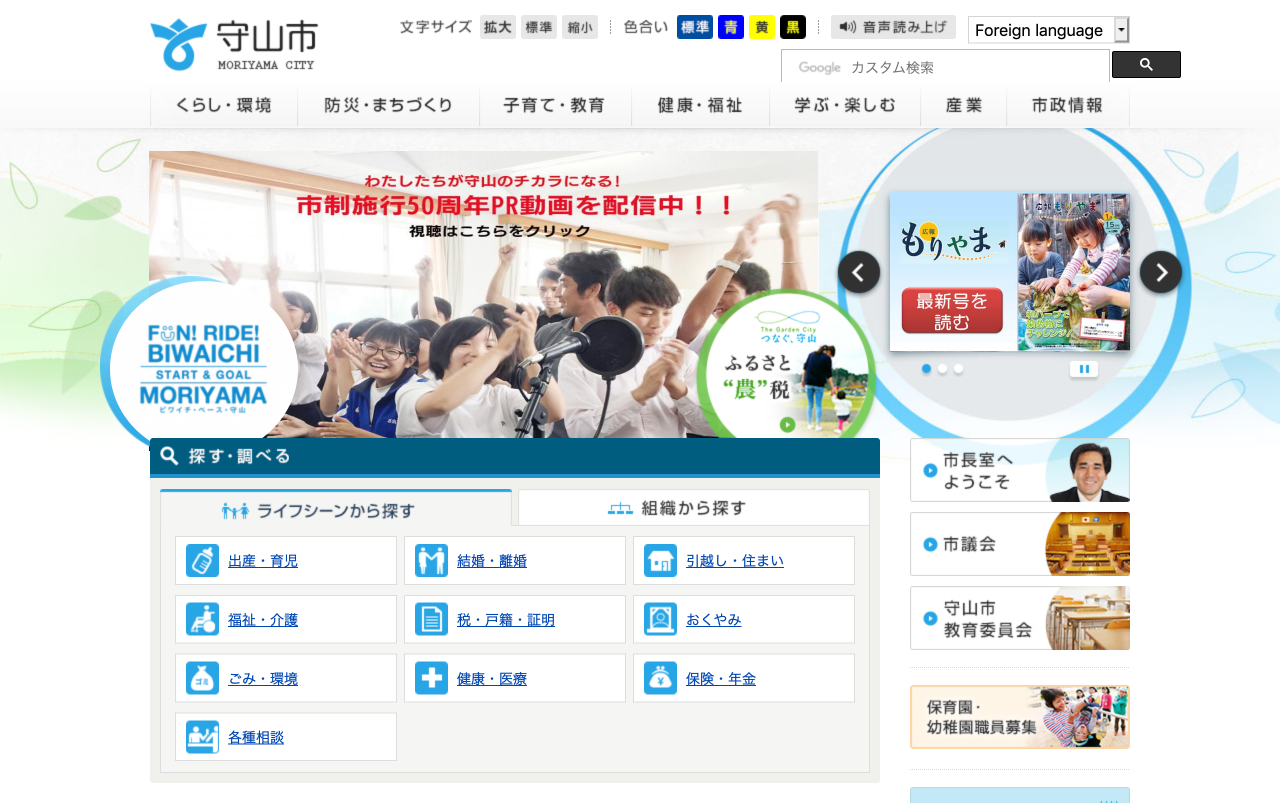 守山市
MORIYAMA CITY
文字サイズ 拡大 標準 縮小 色合い 標準 青 黄 黒 音声読み上げ Foreign language
Google カスタム検索
くらし・環境 防災・まちづくり 子育て・教育 健康・福祉 学ぶ・楽しむ 産業 市政情報
わたしたちが守山のチカラになる!
市制施行50周年PR動画を配信中!!
視聴はこちらをクリック
FUN! RIDE!
BIWAICHI
START & GOAL
MORIYAMA
ビワイチ・ベース・守山
The Garden City
つなぐ、守山
ふるさと
“農”税
広報
もりやま
最新号を
読む
広報もりやま
探す・調べる
ライフシーンから探す
組織から探す
出産・育児
結婚・離婚
引越し・住まい
福祉・介護
税・戸籍・証明
おくやみ
ゴミ
ごみ・環境
健康・医療
保険・年金
各種相談
市長室へ
ようこそ
市議会
守山市
教育委員会
保育園・
幼稚園職員募集